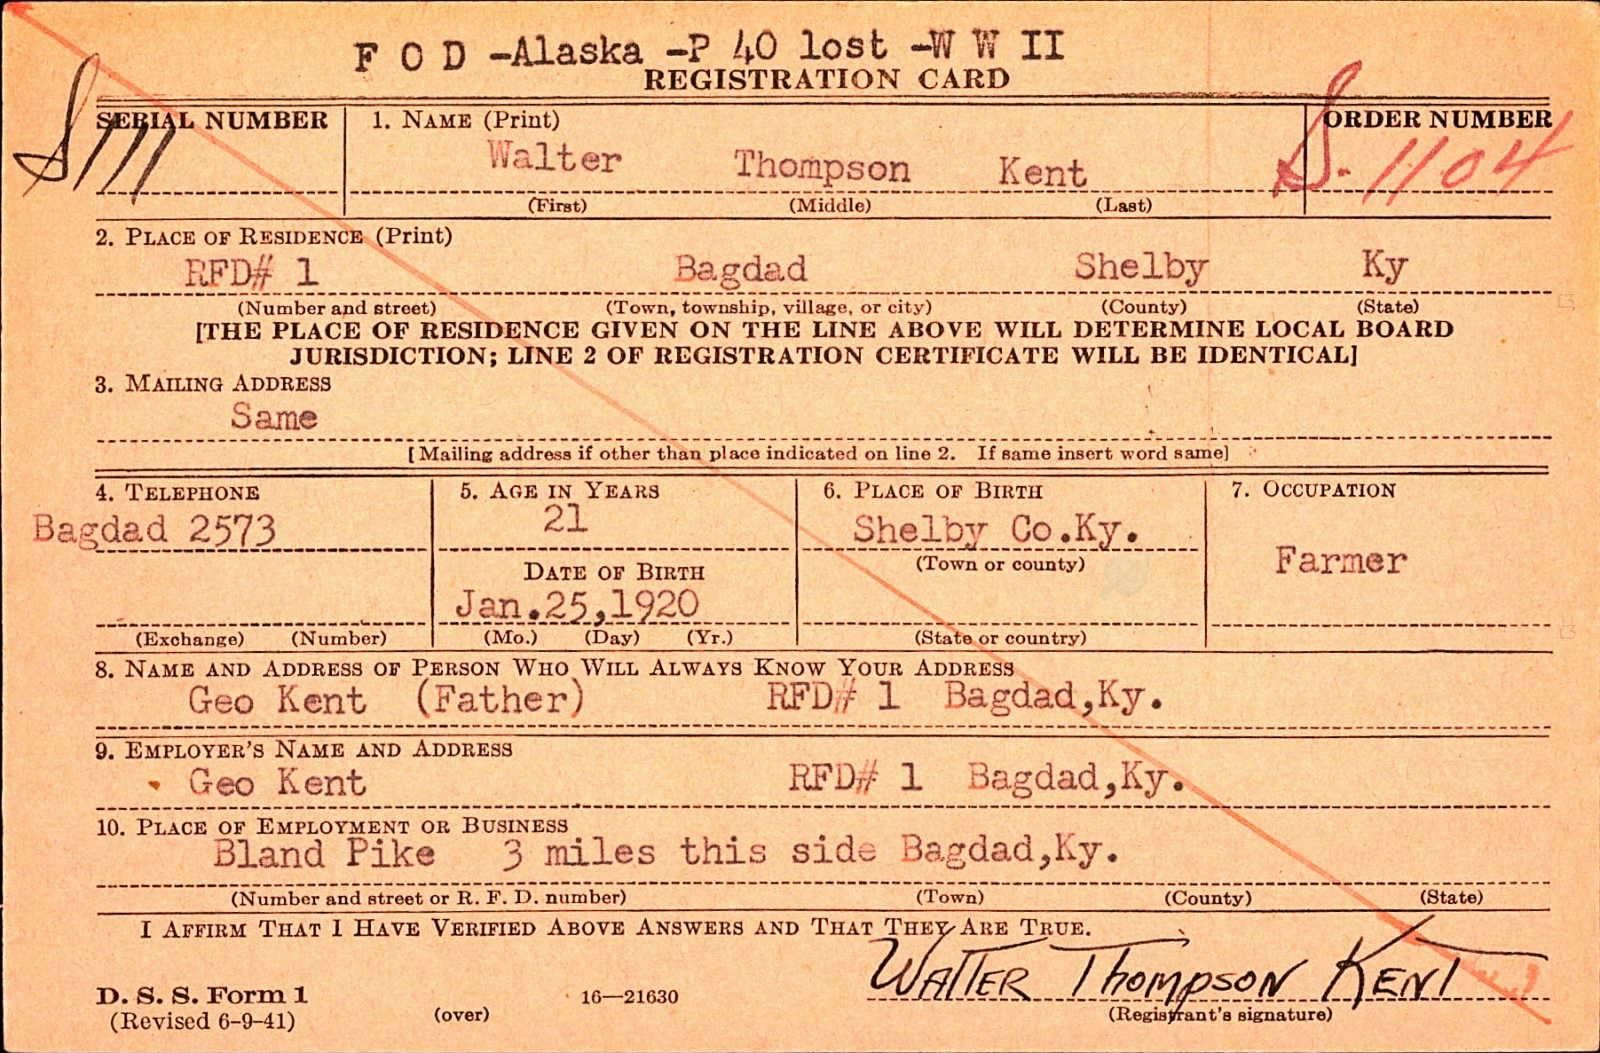 F O D -Alaska -P 40 lost -W W II
REGISTRATION CARD
SERIAL NUMBER 1. NAME (Print) ORDER NUMBER
S 111 Walter Thompson Kent S. 1104
(First) (Middle) (Last)
2. PLACE OF RESIDENCE (Print)
RFD# 1 Bagdad Shelby Ky
(Number and street) (Town, township, village, or city) (County) (State)
[THE PLACE OF RESIDENCE GIVEN ON THE LINE ABOVE WILL DETERMINE LOCAL BOARD
JURISDICTION; LINE 2 OF REGISTRATION CERTIFICATE WILL BE IDENTICAL]
3. MAILING ADDRESS
Same
[Mailing address if other than place indicated on line 2. If same insert word same]
4. TELEPHONE 5. AGE IN YEARS 6. PLACE OF BIRTH 7. OCCUPATION
Bagdad 2573 21 Shelby Co.Ky.
Farmer
DATE OF BIRTH (Town or county)
Jan.25,1920
(Exchange) (Number) (Mo.) (Day) (Yr.) (State or country)
8. NAME AND ADDRESS OF PERSON WHO WILL ALWAYS KNOW YOUR ADDRESS
Geo Kent (Father) RFD# 1 Bagdad,Ky.
9. EMPLOYER'S NAME AND ADDRESS
Geo Kent RFD# 1 Bagdad,Ky.
10. PLACE OF EMPLOYMENT OR BUSINESS
Bland Pike 3 miles this side Bagdad,Ky.
(Number and street or R. F. D. number) (Town) (County) (State)
I AFFIRM THAT I HAVE VERIFIED ABOVE ANSWERS AND THAT THEY ARE TRUE.
WALTER Thompson KENT
D. S. S. Form 1
(Revised 6-9-41) (over) 16—21630 (Registrant's signature)